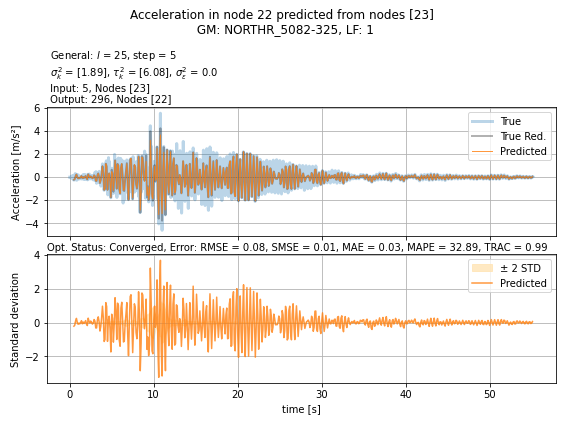 Acceleration in node 22 predicted from nodes [23]
GM: NORTHR_5082-325, LF: 1
General: l = 25, step = 5
σ²ₖ = [1.89], τ²ₖ = [6.08], σ²ε = 0.0
Input: 5, Nodes [23]
Output: 296, Nodes [22]
6
4
2
0
−2
−4
Acceleration [m/s²]
True
True Red.
Predicted
Opt. Status: Converged, Error: RMSE = 0.08, SMSE = 0.01, MAE = 0.03, MAPE = 32.89, TRAC = 0.99
4
2
0
−2
Standard deviation
± 2 STD
Predicted
0 10 20 30 40 50
time [s]